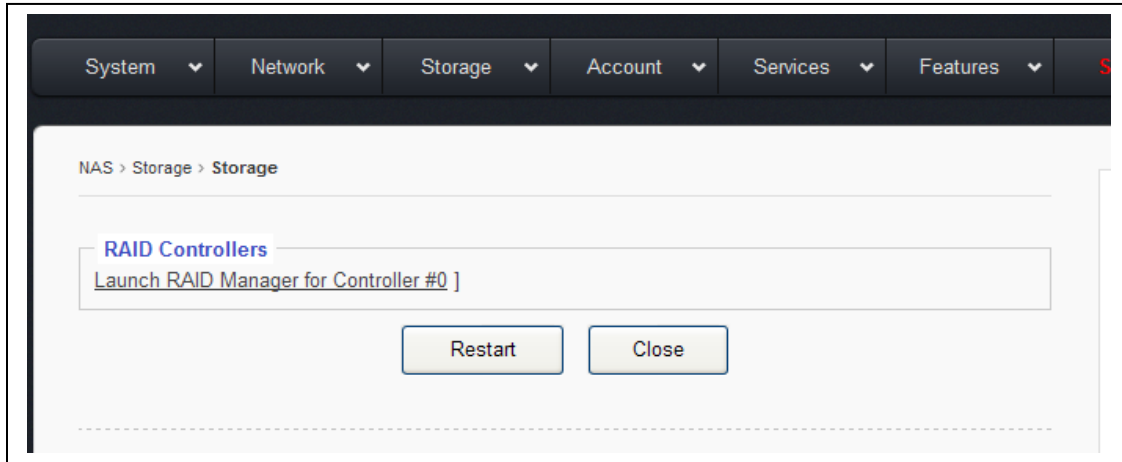 System Network Storage Account Services Features S
NAS > Storage > Storage
RAID Controllers
Launch RAID Manager for Controller #0 ]
Restart Close